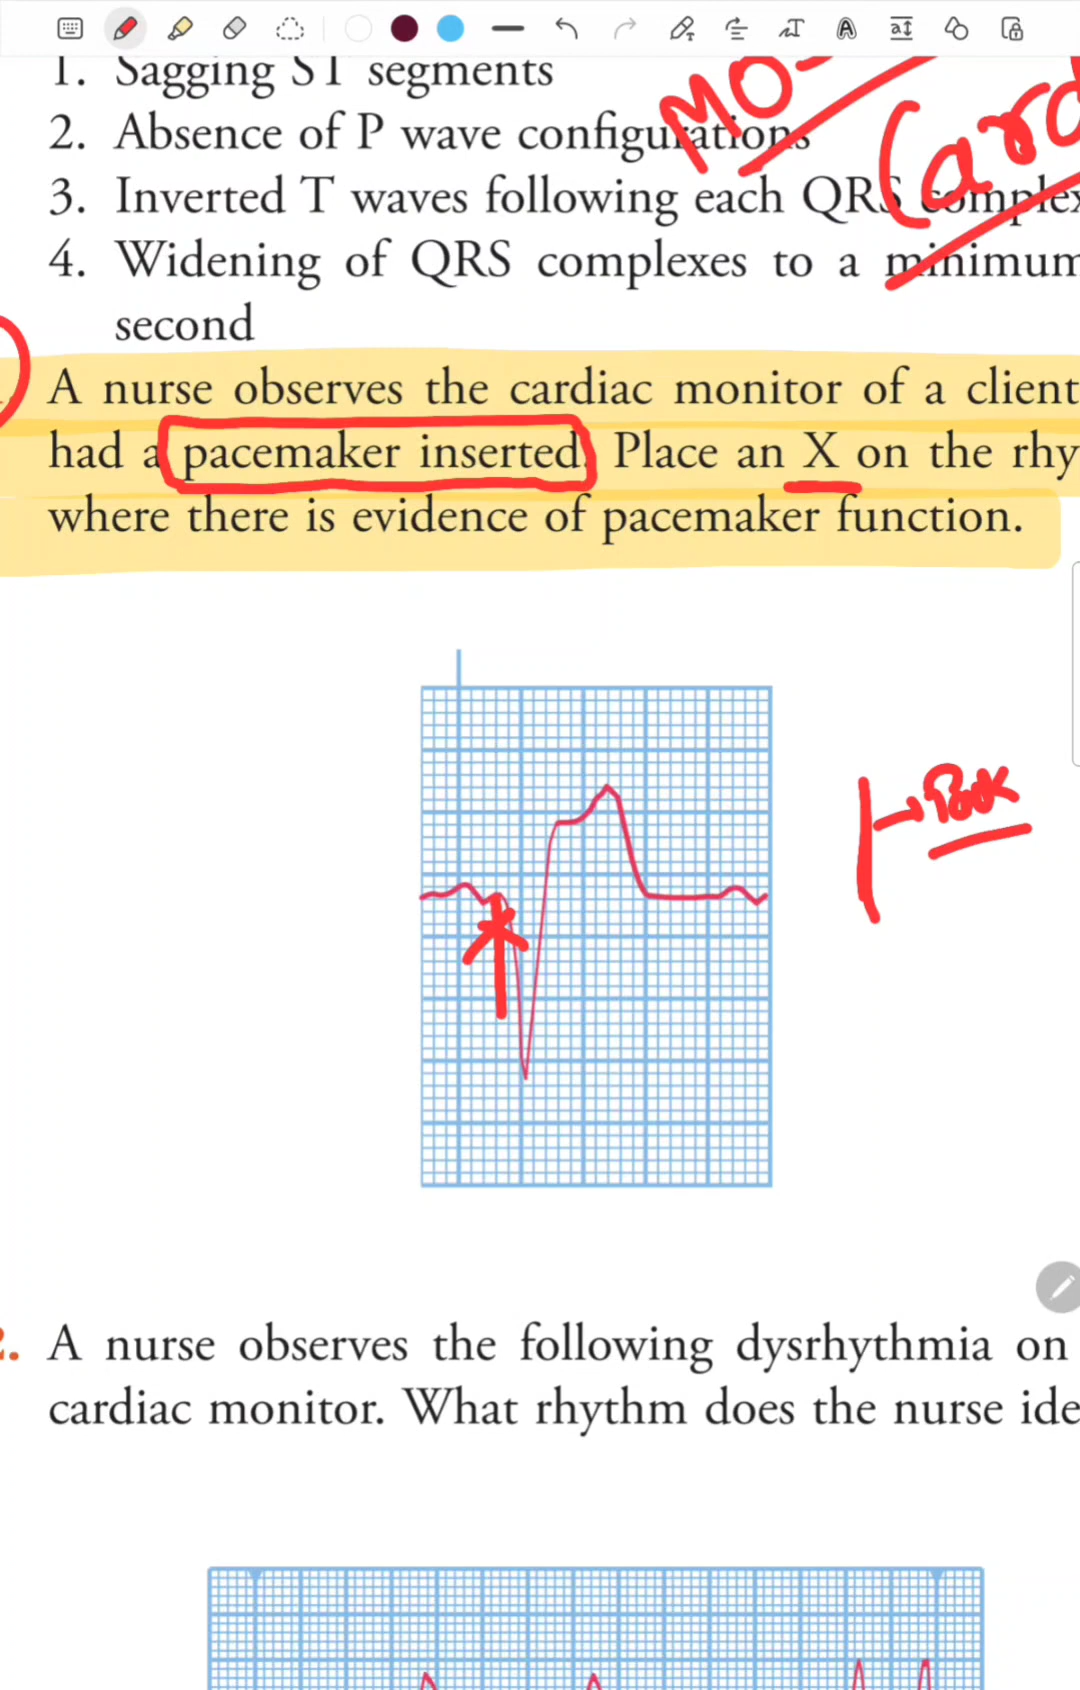 1. Sagging ST segments
2. Absence of P wave configurations
3. Inverted T waves following each QRS complex
4. Widening of QRS complexes to a minimum
second
A nurse observes the cardiac monitor of a client
had a pacemaker inserted. Place an X on the rhy
where there is evidence of pacemaker function.
2. A nurse observes the following dysrhythmia on
cardiac monitor. What rhythm does the nurse ide